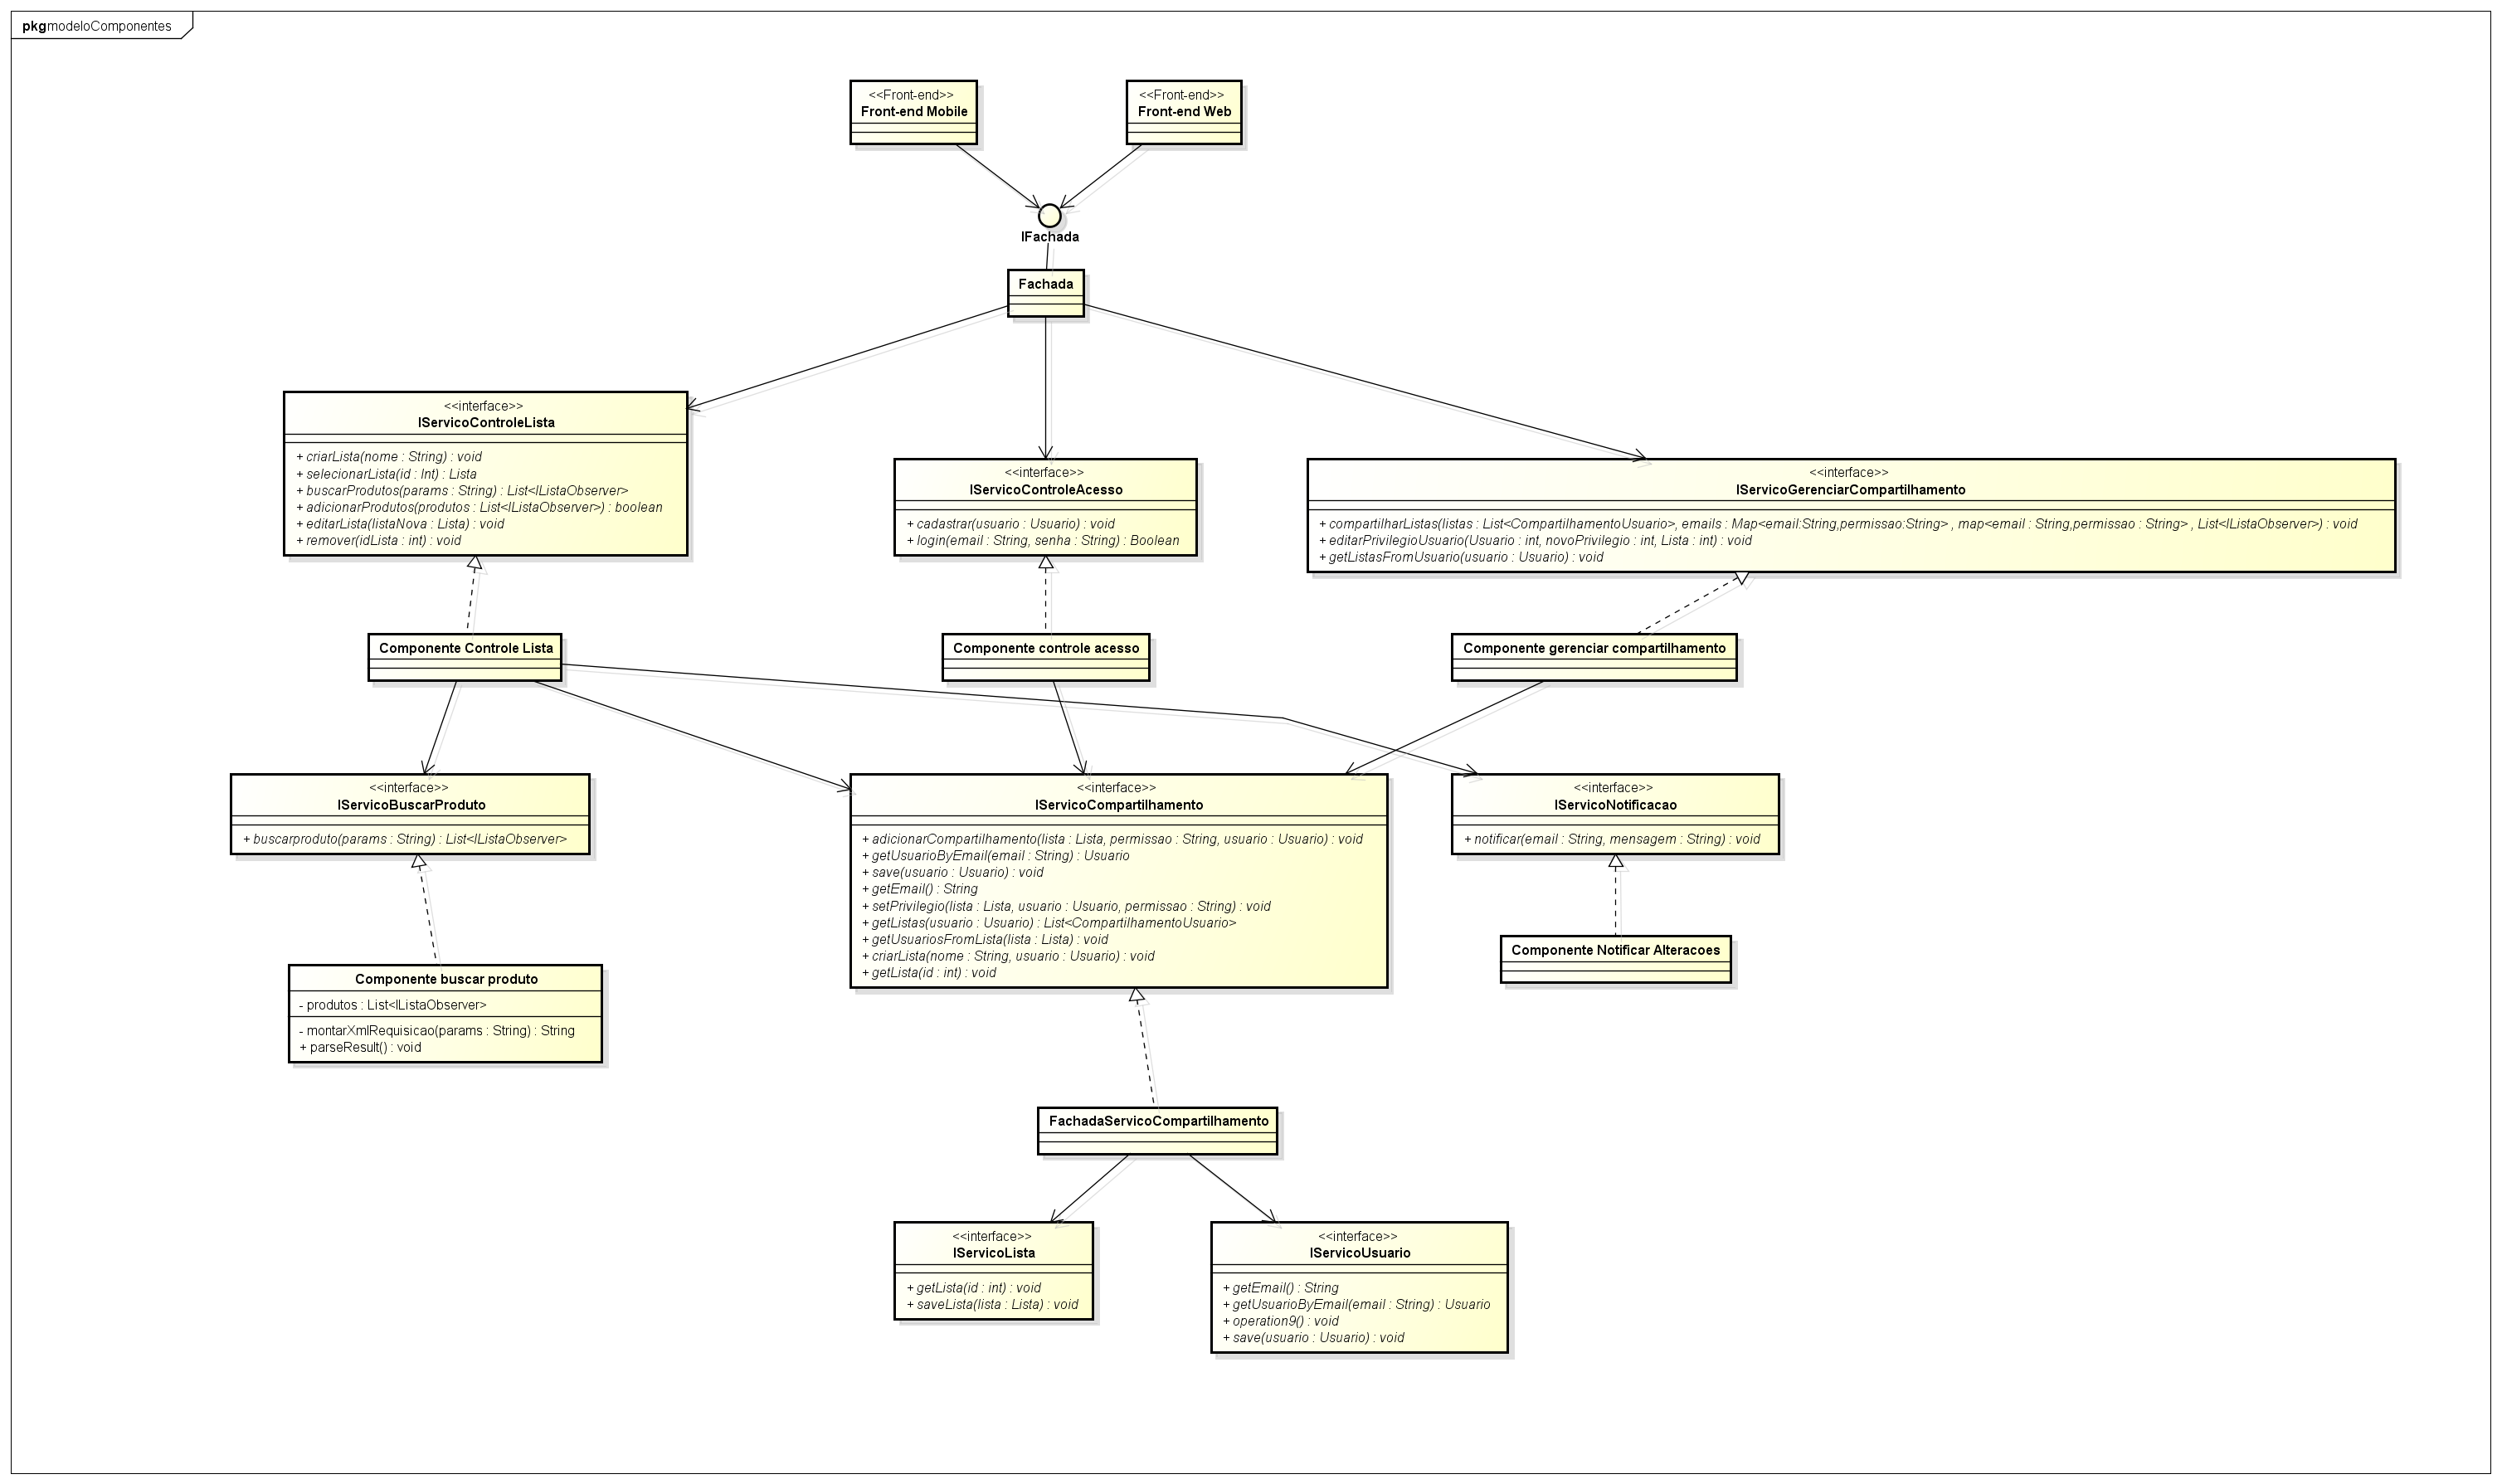 pkg modeloComponentes
<<Front-end>>
Front-end Mobile
<<Front-end>>
Front-end Web
IFachada
Fachada
<<interface>>
IServicoControleLista
+ criarLista(nome : String) : void
+ selecionarLista(id : Int) : Lista
+ buscarProdutos(params : String) : List<IListaObserver>
+ adicionarProdutos(produtos : List<IListaObserver>) : boolean
+ editarLista(listaNova : Lista) : void
+ remover(idLista : int) : void
<<interface>>
IServicoControleAcesso
+ cadastrar(usuario : Usuario) : void
+ login(email : String, senha : String) : Boolean
<<interface>>
IServicoGerenciarCompartilhamento
+ compartilharListas(listas : List<CompartilhamentoUsuario>, emails : Map<email:String,permissao:String> , map<email : String,permissao : String> , List<IListaObserver>) : void
+ editarPrivilegioUsuario(Usuario : int, novoPrivilegio : int, Lista : int) : void
+ getListasFromUsuario(usuario : Usuario) : void
Componente Controle Lista
Componente controle acesso
Componente gerenciar compartilhamento
<<interface>>
IServicoBuscarProduto
+ buscarproduto(params : String) : List<IListaObserver>
<<interface>>
IServicoCompartilhamento
+ adicionarCompartilhamento(lista : Lista, permissao : String, usuario : Usuario) : void
+ getUsuarioByEmail(email : String) : Usuario
+ save(usuario : Usuario) : void
+ getEmail() : String
+ setPrivilegio(lista : Lista, usuario : Usuario, permissao : String) : void
+ getListas(usuario : Usuario) : List<CompartilhamentoUsuario>
+ getUsuariosFromLista(lista : Lista) : void
+ criarLista(nome : String, usuario : Usuario) : void
+ getLista(id : int) : void
<<interface>>
IServicoNotificacao
+ notificar(email : String, mensagem : String) : void
Componente Notificar Alteracoes
Componente buscar produto
- produtos : List<IListaObserver>
- montarXmlRequisicao(params : String) : String
+ parseResult() : void
FachadaServicoCompartilhamento
<<interface>>
IServicoLista
+ getLista(id : int) : void
+ saveLista(lista : Lista) : void
<<interface>>
IServicoUsuario
+ getEmail() : String
+ getUsuarioByEmail(email : String) : Usuario
+ operation9() : void
+ save(usuario : Usuario) : void